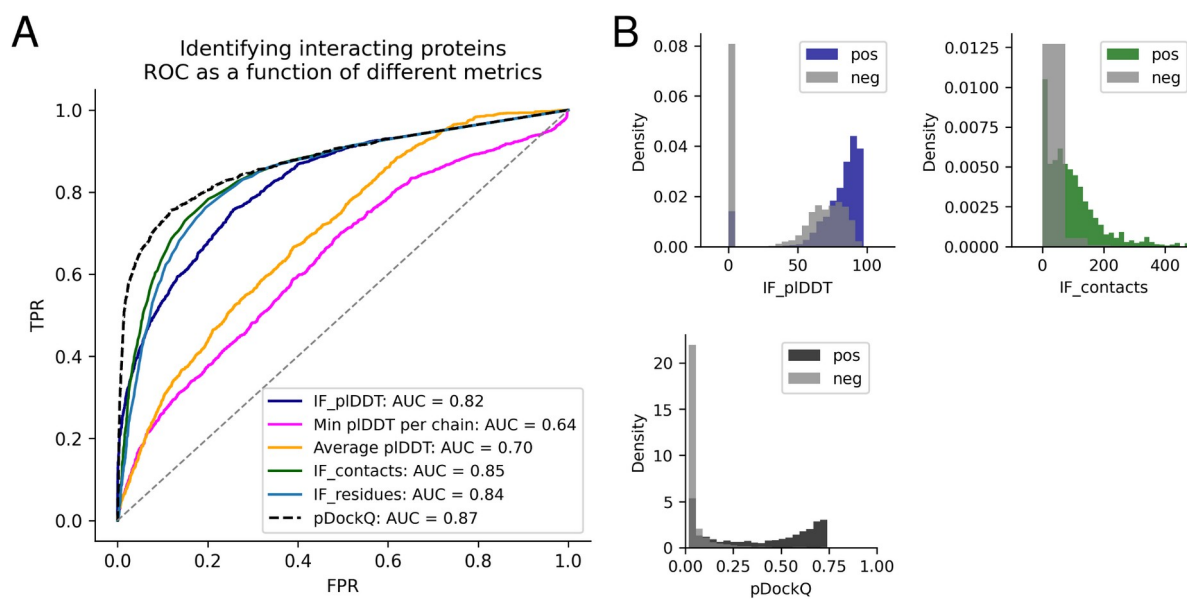 A
Identifying interacting proteins
ROC as a function of different metrics
TPR
1.0
0.8
0.6
0.4
0.2
0.0
0.0 0.2 0.4 0.6 0.8 1.0
FPR
IF_plDDT: AUC = 0.82
Min plDDT per chain: AUC = 0.64
Average plDDT: AUC = 0.70
IF_contacts: AUC = 0.85
IF_residues: AUC = 0.84
pDockQ: AUC = 0.87
B
Density
0.08
0.06
0.04
0.02
0.00
pos
neg
0 50 100
IF_plDDT
Density
0.0125
0.0100
0.0075
0.0050
0.0025
0.0000
pos
neg
0 200 400
IF_contacts
Density
20
15
10
5
0
pos
neg
0.00 0.25 0.50 0.75 1.00
pDockQ